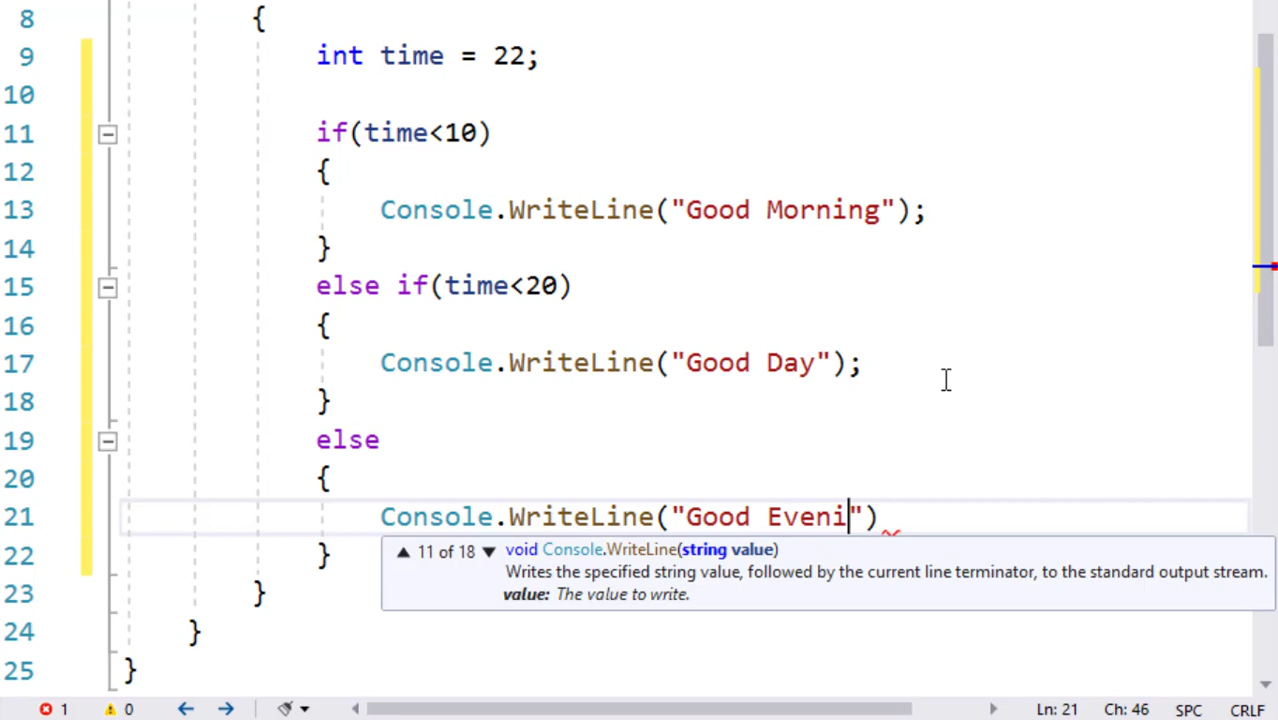 8 {
9 int time = 22;
10
11 if(time<10)
12 {
13 Console.WriteLine("Good Morning");
14 }
15 else if(time<20)
16 {
17 Console.WriteLine("Good Day");
18 }
19 else
20 {
21 Console.WriteLine("Good Eveni")
22 }
▲ 11 of 18 ▼ void Console.WriteLine(string value)
Writes the specified string value, followed by the current line terminator, to the standard output stream.
value: The value to write.
23 }
24 }
25 }
1 0 Ln: 21 Ch: 46 SPC CRLF